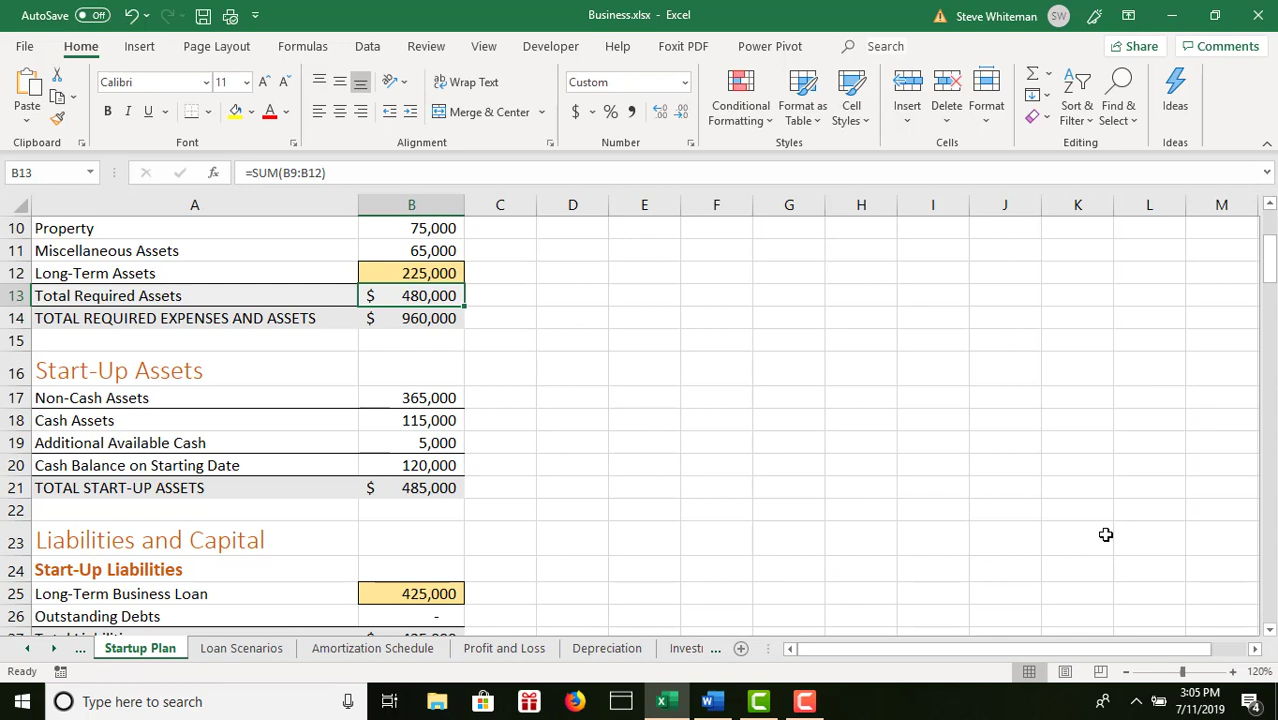 AutoSave Off Business.xlsx - Excel Steve Whiteman SW
File Home Insert Page Layout Formulas Data Review View Developer Help Foxit PDF Power Pivot Search Share Comments
Paste Calibri 11 Wrap Text Custom Conditional Format as Cell Insert Delete Format Sort & Find & Ideas
B I U Merge & Center $ % Formatting Table Styles Filter Select
Clipboard Font Alignment Number Styles Cells Editing Ideas
B13 fx =SUM(B9:B12)
A B C D E F G H I J K L M
10 Property 75,000
11 Miscellaneous Assets 65,000
12 Long-Term Assets 225,000
13 Total Required Assets $ 480,000
14 TOTAL REQUIRED EXPENSES AND ASSETS $ 960,000
15
16 Start-Up Assets
17 Non-Cash Assets 365,000
18 Cash Assets 115,000
19 Additional Available Cash 5,000
20 Cash Balance on Starting Date 120,000
21 TOTAL START-UP ASSETS $ 485,000
22
23 Liabilities and Capital
24 Start-Up Liabilities
25 Long-Term Business Loan 425,000
26 Outstanding Debts -
... Startup Plan Loan Scenarios Amortization Schedule Profit and Loss Depreciation Investi ...
Ready 120%
Type here to search 3:05 PM
7/11/2019 4